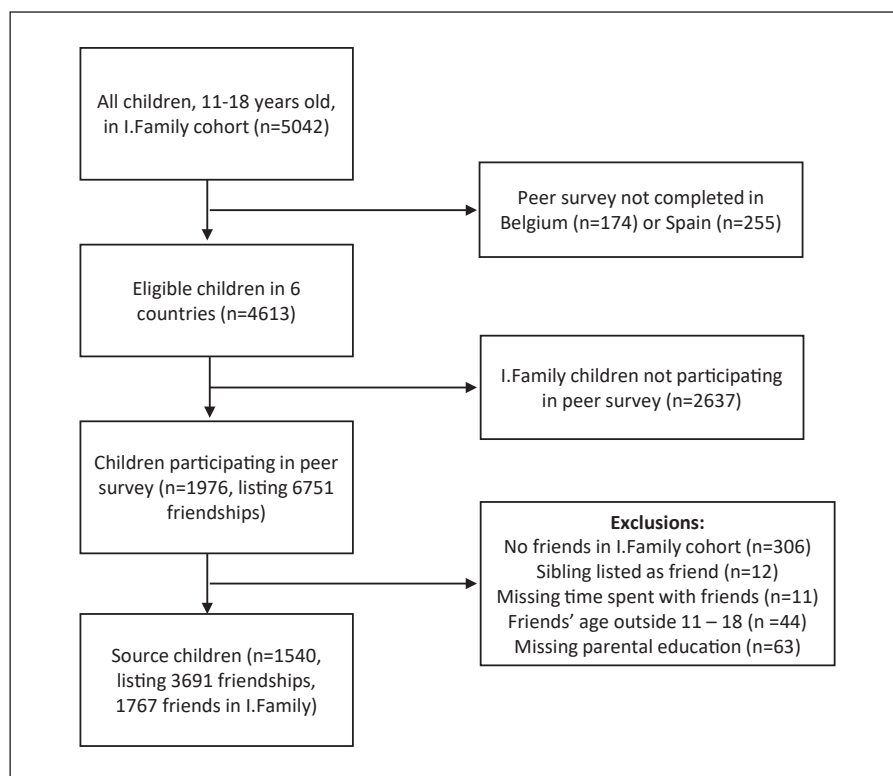 All children, 11-18 years old,
in I.Family cohort (n=5042)
Peer survey not completed in
Belgium (n=174) or Spain (n=255)
Eligible children in 6
countries (n=4613)
I.Family children not participating
in peer survey (n=2637)
Children participating in peer
survey (n=1976, listing 6751
friendships)
Exclusions:
No friends in I.Family cohort (n=306)
Sibling listed as friend (n=12)
Missing time spent with friends (n=11)
Friends’ age outside 11 – 18 (n =44)
Missing parental education (n=63)
Source children (n=1540,
listing 3691 friendships,
1767 friends in I.Family)